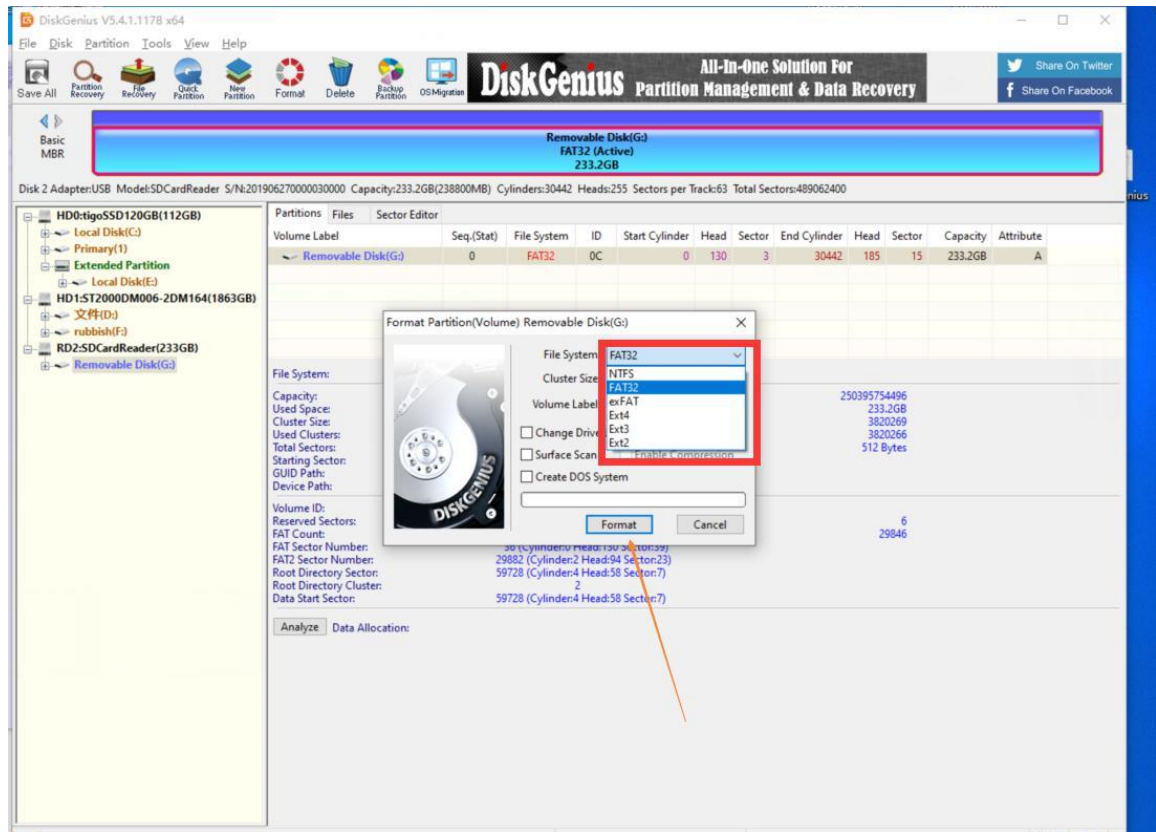 DiskGenius V5.4.1.1178 x64
File Disk Partition Tools View Help
Save All Partition Recovery File Recovery Quick Partition New Partition Format Delete Backup Partition OS Migration
DiskGenius All-In-One Solution For
Partition Management & Data Recovery
Share On Twitter
Share On Facebook
Basic
MBR
Removable Disk(G:)
FAT32 (Active)
233.2GB
Disk 2 Adapter:USB Model:SDCardReader S/N:201906270000030000 Capacity:233.2GB(238800MB) Cylinders:30442 Heads:255 Sectors per Track:63 Total Sectors:489062400
nius
HD0:tigoSSD120GB(112GB)
Local Disk(C:)
Primary(1)
Extended Partition
Local Disk(E:)
HD1:ST2000DM006-2DM164(1863GB)
文件(D:)
rubbish(F:)
RD2:SDCardReader(233GB)
Removable Disk(G:)
Partitions Files Sector Editor
Volume Label Seq.(Stat) File System ID Start Cylinder Head Sector End Cylinder Head Sector Capacity Attribute
Removable Disk(G:) 0 FAT32 0C 0 130 3 30442 185 15 233.2GB A
Format Partition(Volume) Removable Disk(G:)
File System FAT32
NTFS
Cluster Size
FAT32
Volume Label exFAT
Ext4
Change Drive Ext3
Ext2
Surface Scan Enable Compression
Create DOS System
DISKGENIUS
Format Cancel
File System:
Capacity: 250395754496
Used Space: 233.2GB
Cluster Size: 3820269
Used Clusters: 3820266
Total Sectors: 512 Bytes
Starting Sector:
GUID Path:
Device Path:
Volume ID:
Reserved Sectors: 6
FAT Count: 29846
FAT Sector Number: 36 (Cylinder:0 Head:130 Sector:39)
FAT2 Sector Number: 29882 (Cylinder:2 Head:94 Sector:23)
Root Directory Sector: 59728 (Cylinder:4 Head:58 Sector:7)
Root Directory Cluster: 2
Data Start Sector: 59728 (Cylinder:4 Head:58 Sector:7)
Analyze Data Allocation: